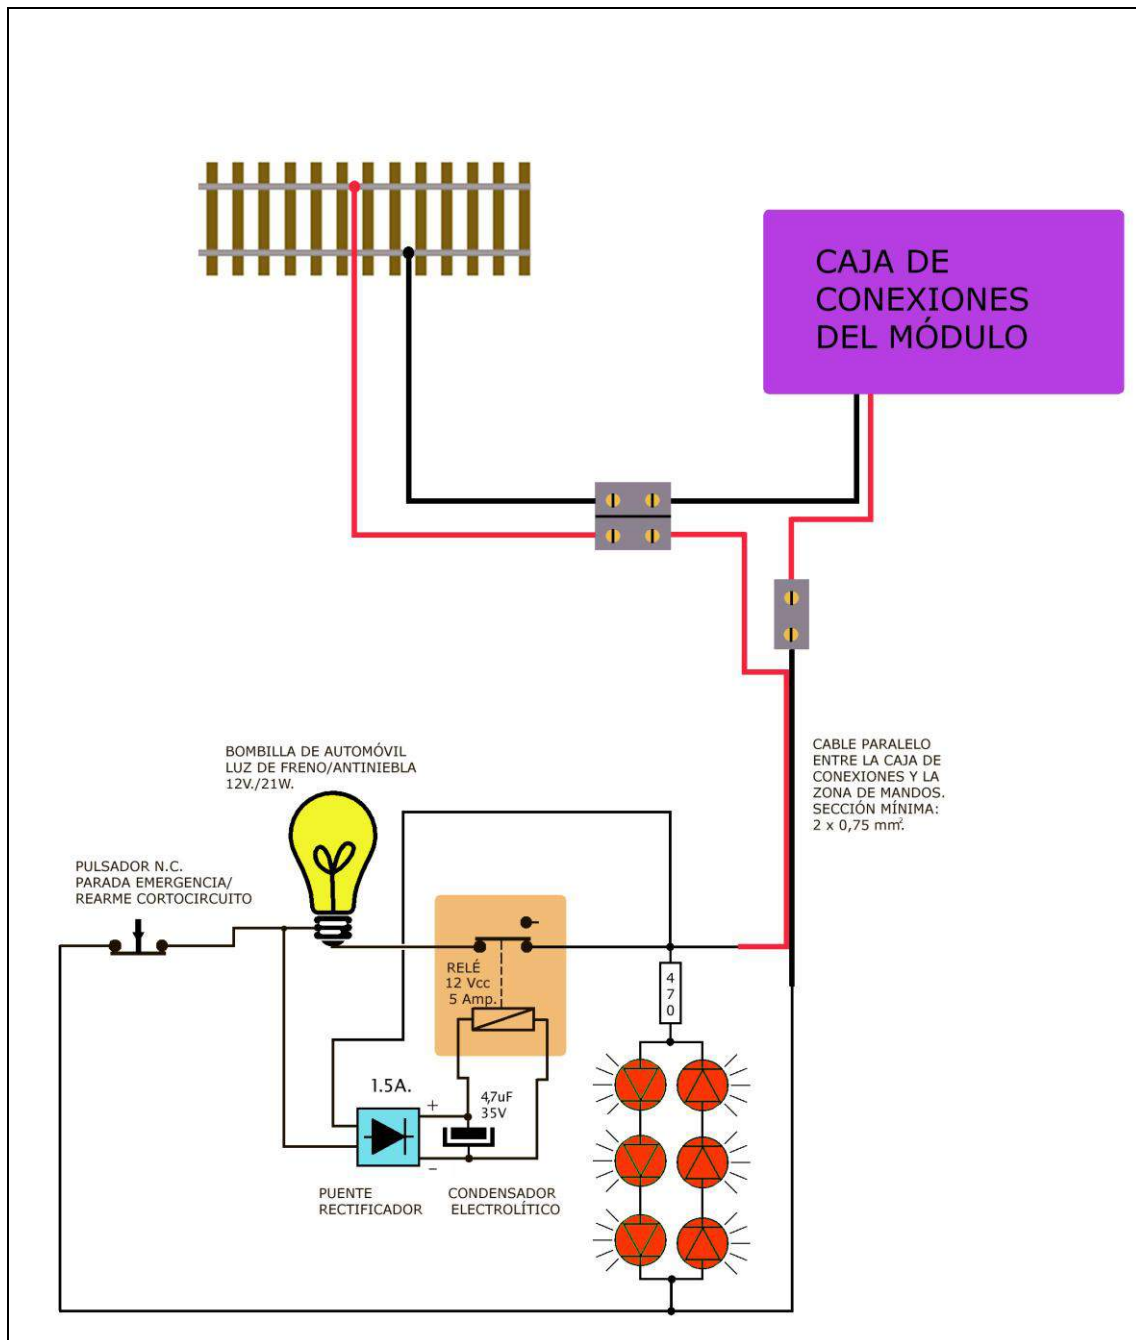 CAJA DE
CONEXIONES
DEL MÓDULO
BOMBILLA DE AUTOMÓVIL
LUZ DE FRENO/ANTINIEBLA
12V./21W.
CABLE PARALELO
ENTRE LA CAJA DE
CONEXIONES Y LA
ZONA DE MANDOS.
SECCIÓN MÍNIMA:
2 x 0,75 mm².
PULSADOR N.C.
PARADA EMERGENCIA/
REARME CORTOCIRCUITO
RELÉ
12 Vcc
5 Amp.
470
1.5A.
+
4,7uF
35V
–
PUENTE
RECTIFICADOR
CONDENSADOR
ELECTROLÍTICO